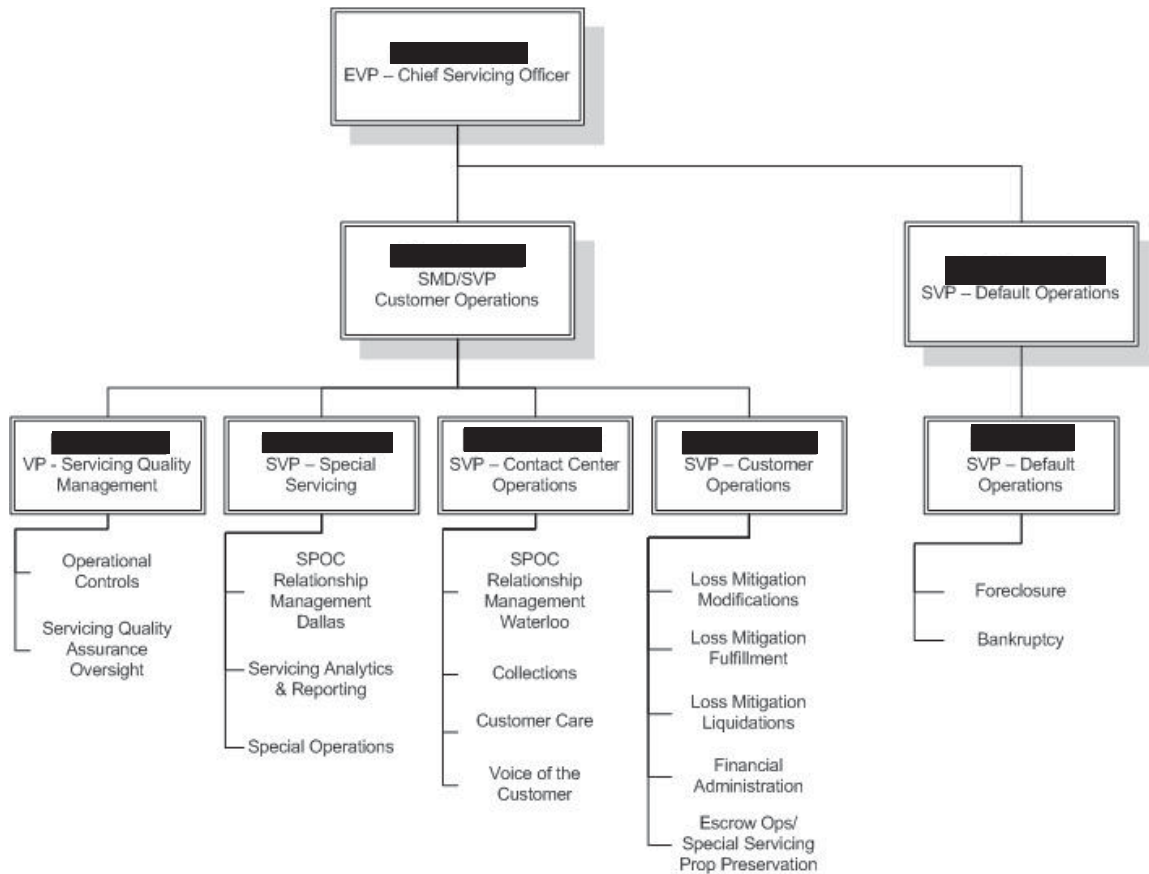 EVP – Chief Servicing Officer
SMD/SVP
Customer Operations
SVP – Default Operations
VP - Servicing Quality
Management
SVP – Special
Servicing
SVP – Contact Center
Operations
SVP – Customer
Operations
SVP – Default
Operations
Operational
Controls
Servicing Quality
Assurance
Oversight
SPOC
Relationship
Management
Dallas
Servicing Analytics
& Reporting
Special Operations
SPOC
Relationship
Management
Waterloo
Collections
Customer Care
Voice of the
Customer
Loss Mitigation
Modifications
Loss Mitigation
Fulfillment
Loss Mitigation
Liquidations
Financial
Administration
Escrow Ops/
Special Servicing
Prop Preservation
Foreclosure
Bankruptcy